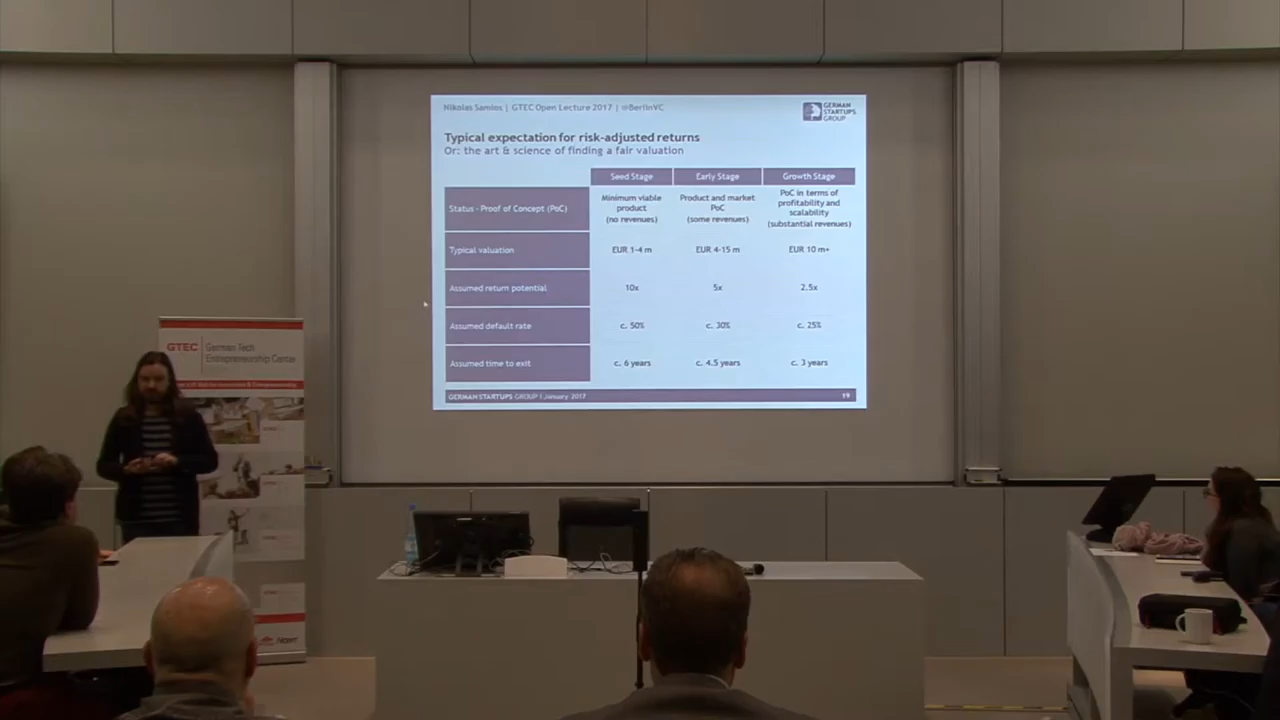 Nikolas Samios | GTEC Open Lecture 2017 | @BerlinVC
GERMAN
STARTUPS
GROUP
Typical expectation for risk-adjusted returns
Or: the art & science of finding a fair valuation
Seed Stage
Early Stage
Growth Stage
Status - Proof of Concept (PoC)
Minimum viable
product
(no revenues)
Product and market
PoC
(some revenues)
PoC in terms of
profitability and
scalability
(substantial revenues)
Typical valuation
EUR 1-4 m
EUR 4-15 m
EUR 10 m+
Assumed return potential
10x
5x
2.5x
Assumed default rate
c. 50%
c. 30%
c. 25%
Assumed time to exit
c. 6 years
c. 4.5 years
c. 3 years
GERMAN STARTUPS GROUP | January 2017
19
GTEC
German Tech
Entrepreneurship Center